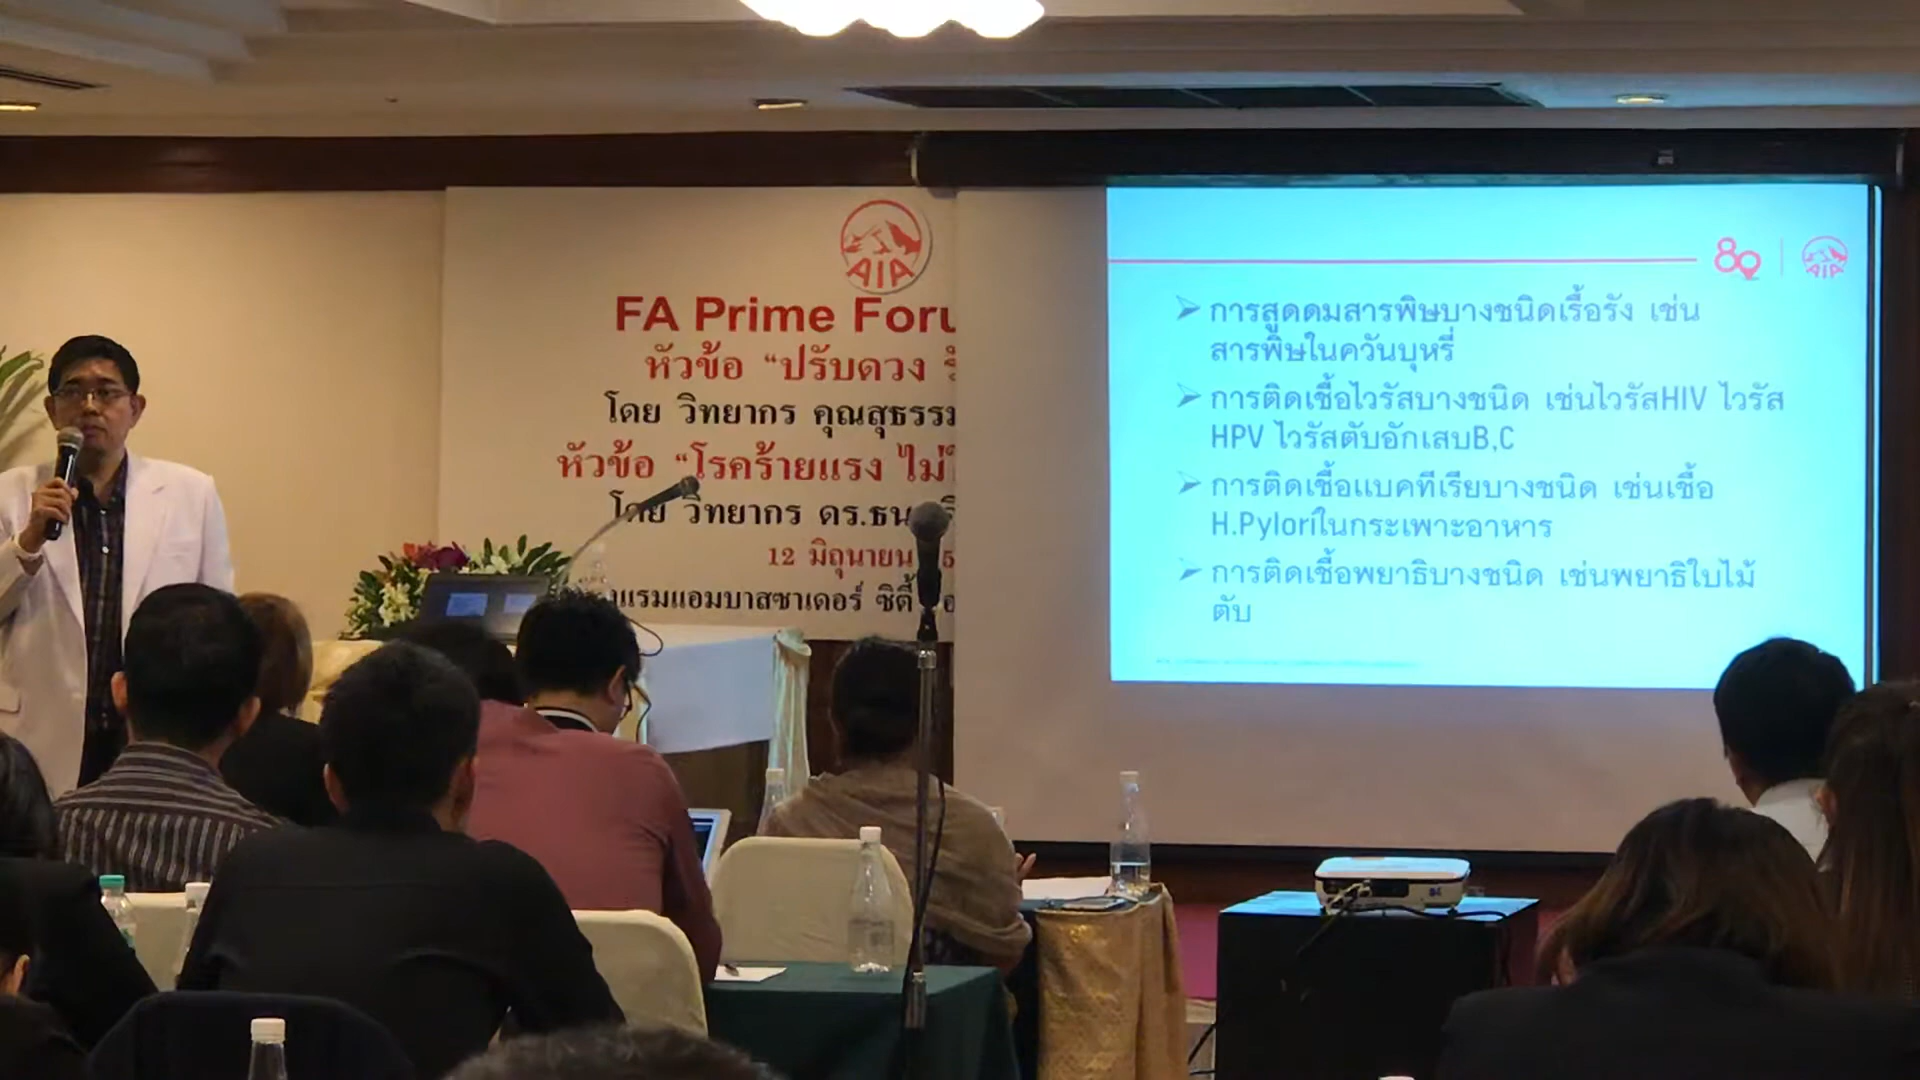 AIA
FA Prime
หัวข้อ “ปรับดวง
โดย วิทยากร คุณสุธรรม
หัวข้อ “โรคร้ายแรง
โดย วิทยากร
12 มิถุนายน
แอมบาสซาเดอร์ ซิตี้
80
AIA
การสูดดมสารพิษบางชนิดเรื้อรัง เช่น
สารพิษในควันบุหรี่
การติดเชื้อไวรัสบางชนิด เช่นไวรัสHIV ไวรัส
HPV ไวรัสตับอักเสบB,C
การติดเชื้อแบคทีเรียบางชนิด เช่นเชื้อ
H.Pyloriในกระเพาะอาหาร
การติดเชื้อพยาธิบางชนิด เช่นพยาธิใบไม้
ตับ